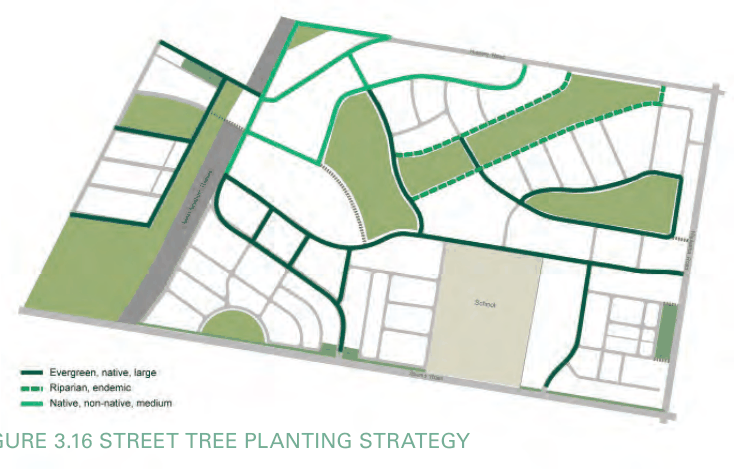 School
Evergreen, native, large
Riparian, endemic
Native, non-native, medium
GURE 3.16 STREET TREE PLANTING STRATEGY